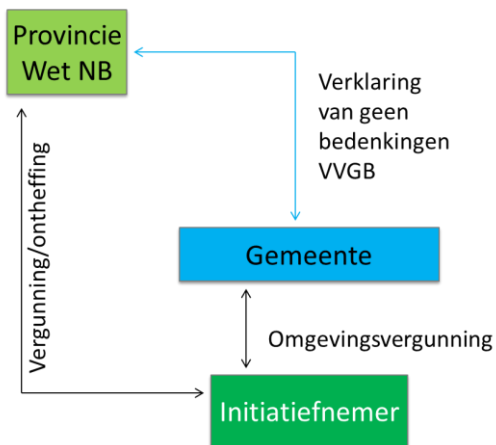 Provincie
Wet NB
Verklaring
van geen
bedenkingen
VVGB
Vergunning/ontheffing
Gemeente
Omgevingsvergunning
Initiatiefnemer